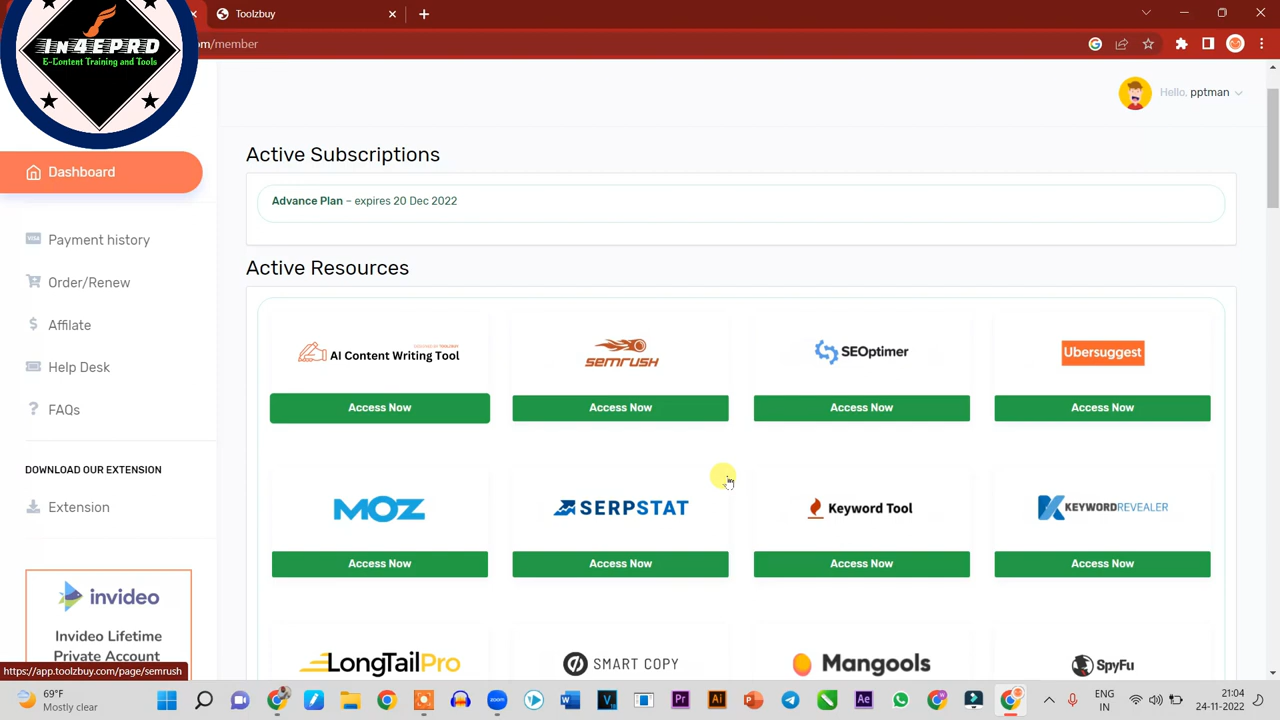 Toolzbuy
om/member
IN4EPRD
E-Content Training and Tools
Hello, pptman
Dashboard
Payment history
Order/Renew
Affilate
Help Desk
FAQs
DOWNLOAD OUR EXTENSION
Extension
invideo
Invideo Lifetime
Private Account
Active Subscriptions
Advance Plan – expires 20 Dec 2022
Active Resources
AI Content Writing Tool
SEMRUSH
SEOptimer
Ubersuggest
Access Now
Access Now
Access Now
Access Now
MOZ
SERPSTAT
Keyword Tool
KEYWORDREVEALER
Access Now
Access Now
Access Now
Access Now
LongTailPro
SMART COPY
Mangools
SpyFu
https://app.toolzbuy.com/page/semrush
69°F
Mostly clear
zoom
Pr
Ai
Ae
ENG
IN
21:04
24-11-2022